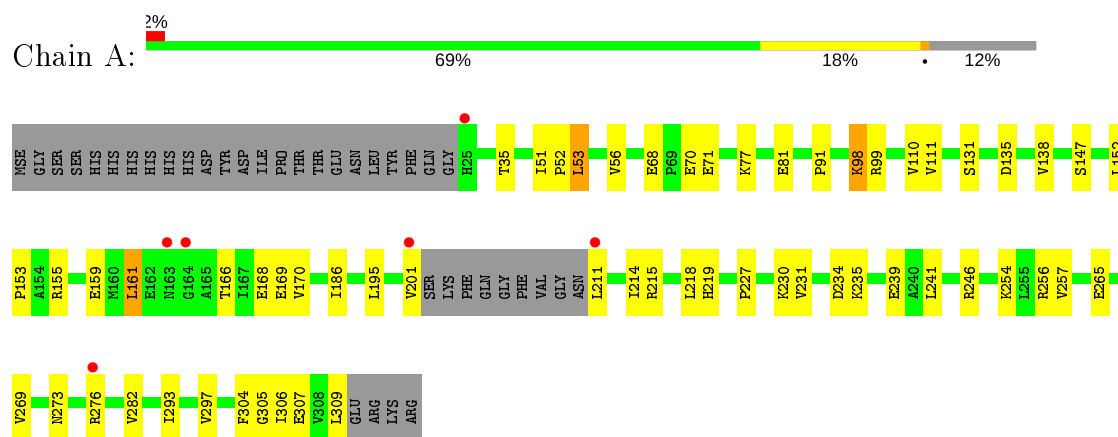 2%
Chain A:
69% 18% • 12%
MSE GLY SER SER HIS HIS HIS HIS HIS HIS ASP TYR ASP ILE PRO THR THR GLU ASN LEU TYR PHE GLN GLY H25 T35 I51 P52 L53 V56 E68 P69 E70 E71 K77 E81 P91 K98 R99 V110 V111 S131 D135 V138 S147 L152
P153 A154 R155 E159 M160 L161 E162 N163 G164 A165 T166 I167 E168 E169 V170 I186 L195 V201 SER LYS PHE GLN GLY PHE VAL GLY ASN L211 I214 R215 L218 H219 P227 K230 V231 D234 K235 E239 A240 L241 R246 K254 L255 R256 V257 E265
V269 N273 R276 V282 I293 V297 F304 G305 I306 E307 V308 L309 GLU ARG LYS ARG